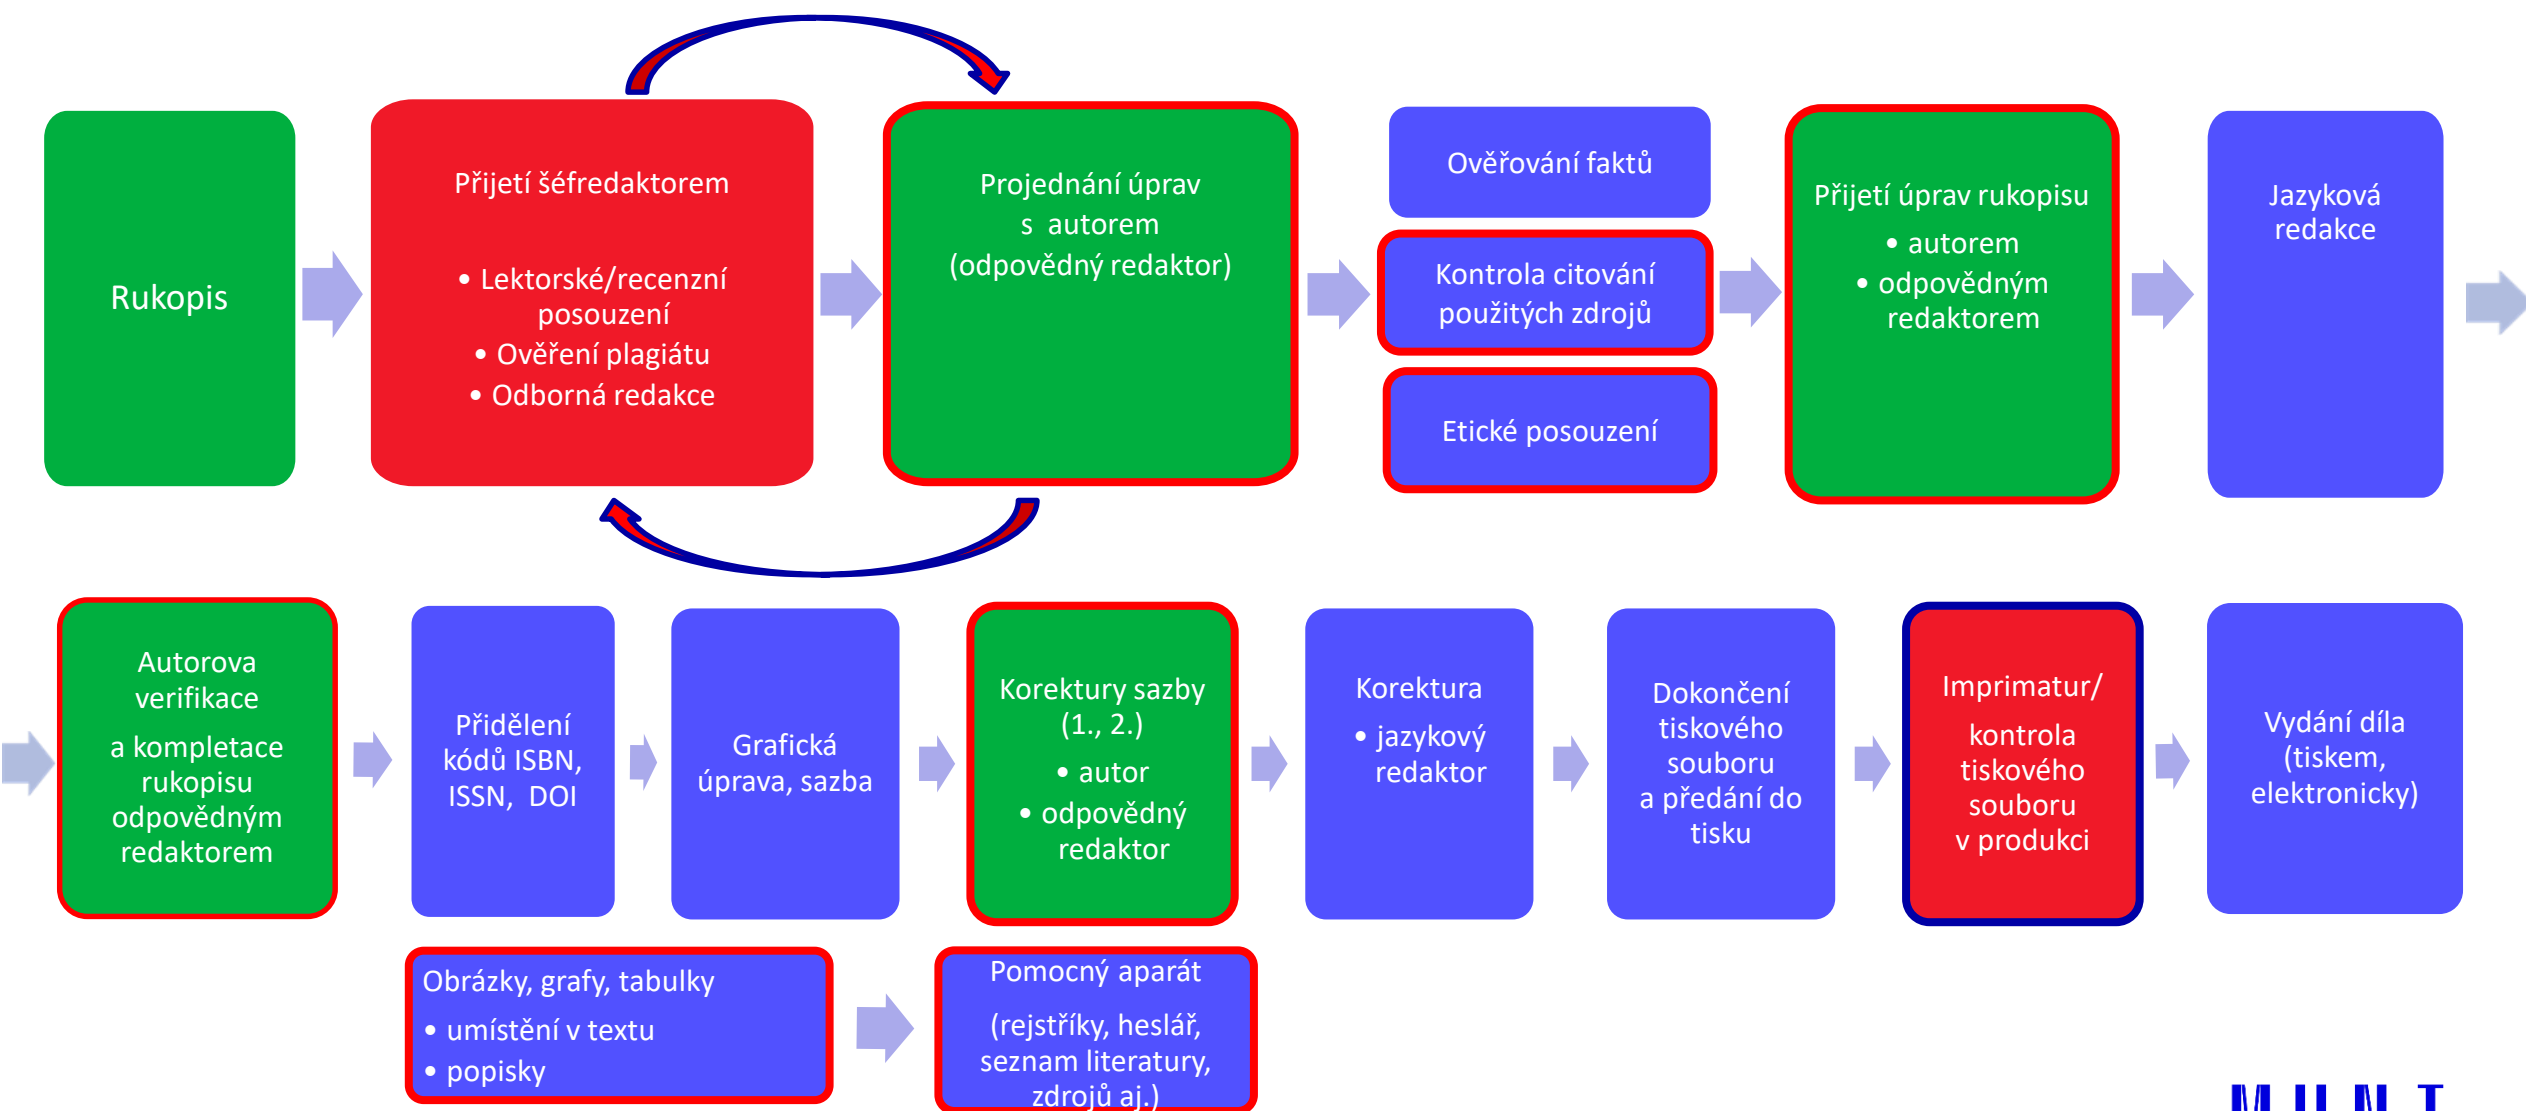 Rukopis
Přijetí šéfredaktorem
• Lektorské/recenzní
posouzení
• Ověření plagiátu
• Odborná redakce
Projednání úprav
s autorem
(odpovědný redaktor)
Ověřování faktů
Kontrola citování
použitých zdrojů
Etické posouzení
Přijetí úprav rukopisu
• autorem
• odpovědným
redaktorem
Jazyková
redakce
Autorova
verifikace
a kompletace
rukopisu
odpovědným
redaktorem
Přidělení
kódů ISBN,
ISSN, DOI
Grafická
úprava, sazba
Korektury sazby
(1., 2.)
• autor
• odpovědný
redaktor
Korektura
• jazykový
redaktor
Dokončení
tiskového
souboru
a předání do
tisku
Imprimatur/
kontrola
tiskového
souboru
v produkci
Vydání díla
(tiskem,
elektronicky)
Obrázky, grafy, tabulky
• umístění v textu
• popisky
Pomocný aparát
(rejstříky, heslář,
seznam literatury,
zdrojů aj.)
MUNI